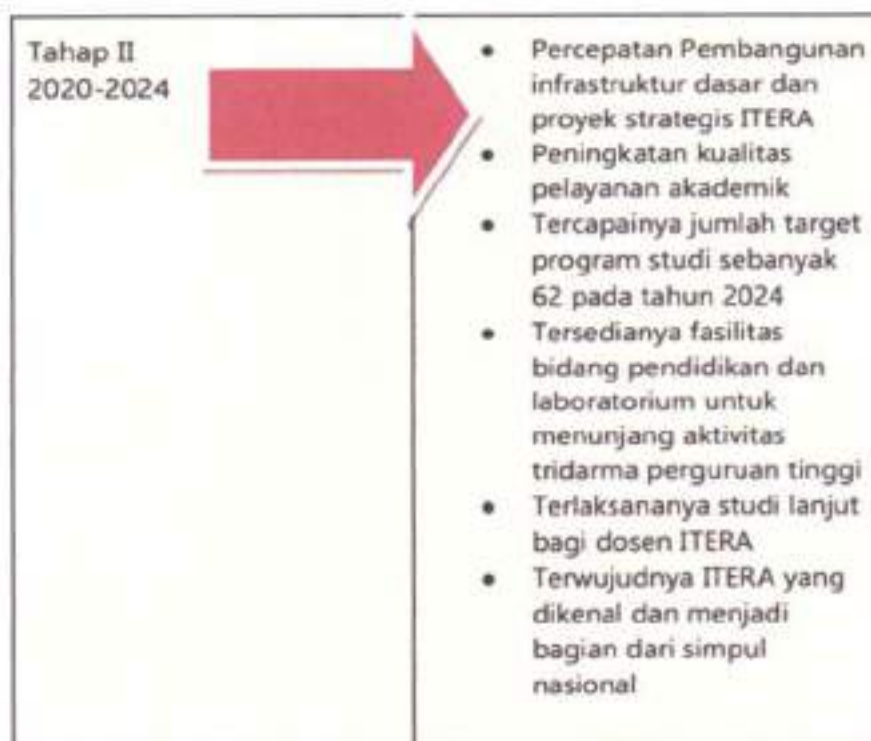 Tahap II
2020-2024
• Percepatan Pembangunan
infrastruktur dasar dan
proyek strategis ITERA
• Peningkatan kualitas
pelayanan akademik
• Tercapainya jumlah target
program studi sebanyak
62 pada tahun 2024
• Tersedianya fasilitas
bidang pendidikan dan
laboratorium untuk
menunjang aktivitas
tridarma perguruan tinggi
• Terlaksananya studi lanjut
bagi dosen ITERA
• Terwujudnya ITERA yang
dikenal dan menjadi
bagian dari simpul
nasional